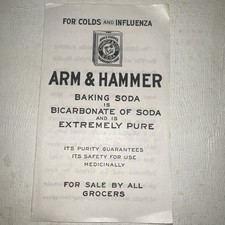 FOR COLDS AND INFLUENZA
ARM & HAMMER
BAKING SODA
IS
BICARBONATE OF SODA
AND IS
EXTREMELY PURE
ITS PURITY GUARANTEES
ITS SAFETY FOR USE
MEDICINALLY
FOR SALE BY ALL
GROCERS